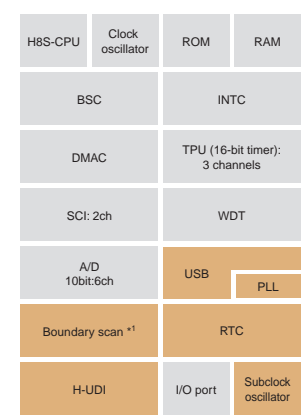 H8S-CPU
Clock
oscillator
ROM
RAM
BSC
INTC
DMAC
TPU (16-bit timer):
3 channels
SCI: 2ch
WDT
A/D
10bit:6ch
USB
PLL
Boundary scan *1
RTC
H-UDI
I/O port
Subclock
oscillator